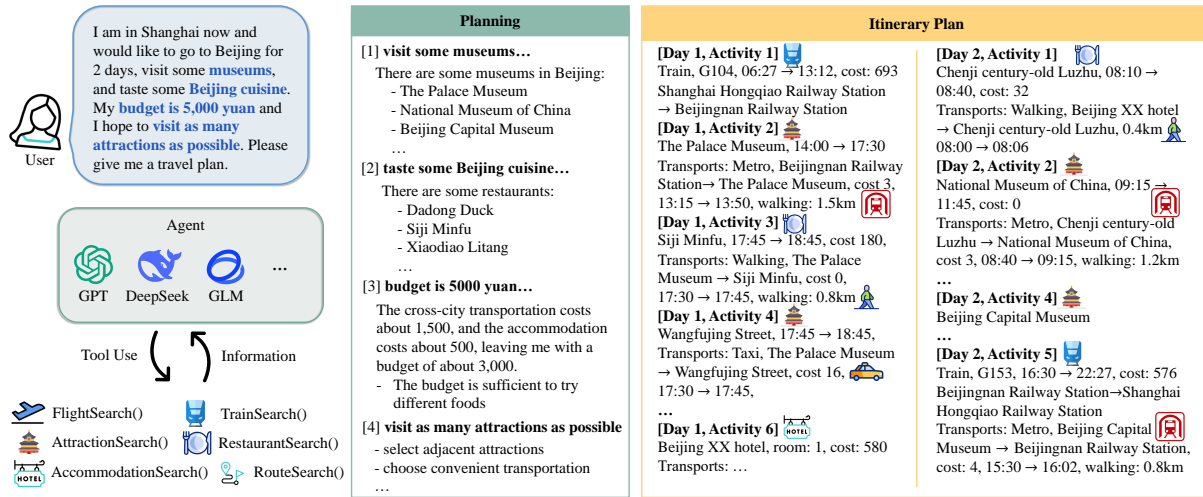 I am in Shanghai now and
would like to go to Beijing for
2 days, visit some museums,
and taste some Beijing cuisine.
My budget is 5,000 yuan and
I hope to visit as many
attractions as possible. Please
give me a travel plan.
User
Agent
GPT
DeepSeek
GLM
...
Tool Use
Information
FlightSearch()
TrainSearch()
AttractionSearch()
RestaurantSearch()
HOTEL
AccommodationSearch()
RouteSearch()
Planning
[1] visit some museums…
There are some museums in Beijing:
- The Palace Museum
- National Museum of China
- Beijing Capital Museum
…
[2] taste some Beijing cuisine…
There are some restaurants:
- Dadong Duck
- Siji Minfu
- Xiaodiao Litang
…
[3] budget is 5000 yuan…
The cross-city transportation costs
about 1,500, and the accommodation
costs about 500, leaving me with a
budget of about 3,000.
- The budget is sufficient to try
different foods
[4] visit as many attractions as possible
- select adjacent attractions
- choose convenient transportation
…
Itinerary Plan
[Day 1, Activity 1]
Train, G104, 06:27 → 13:12, cost: 693
Shanghai Hongqiao Railway Station
→ Beijingnan Railway Station
[Day 1, Activity 2]
The Palace Museum, 14:00 → 17:30
Transports: Metro, Beijingnan Railway
Station→ The Palace Museum, cost 3,
13:15 → 13:50, walking: 1.5km
[Day 1, Activity 3]
Siji Minfu, 17:45 → 18:45, cost 180,
Transports: Walking, The Palace
Museum → Siji Minfu, cost 0,
17:30 → 17:45, walking: 0.8km
[Day 1, Activity 4]
Wangfujing Street, 17:45 → 18:45,
Transports: Taxi, The Palace Museum
→ Wangfujing Street, cost 16,
17:30 → 17:45,
…
[Day 1, Activity 6]
HOTEL
Beijing XX hotel, room: 1, cost: 580
Transports: …
[Day 2, Activity 1]
Chenji century-old Luzhu, 08:10 →
08:40, cost: 32
Transports: Walking, Beijing XX hotel
→ Chenji century-old Luzhu, 0.4km
08:00 → 08:06
[Day 2, Activity 2]
National Museum of China, 09:15 →
11:45, cost: 0
Transports: Metro, Chenji century-old
Luzhu → National Museum of China,
cost 3, 08:40 → 09:15, walking: 1.2km
…
[Day 2, Activity 4]
Beijing Capital Museum
…
[Day 2, Activity 5]
Train, G153, 16:30 → 22:27, cost: 576
Beijingnan Railway Station→Shanghai
Hongqiao Railway Station
Transports: Metro, Beijing Capital
Museum → Beijingnan Railway Station,
cost: 4, 15:30 → 16:02, walking: 0.8km